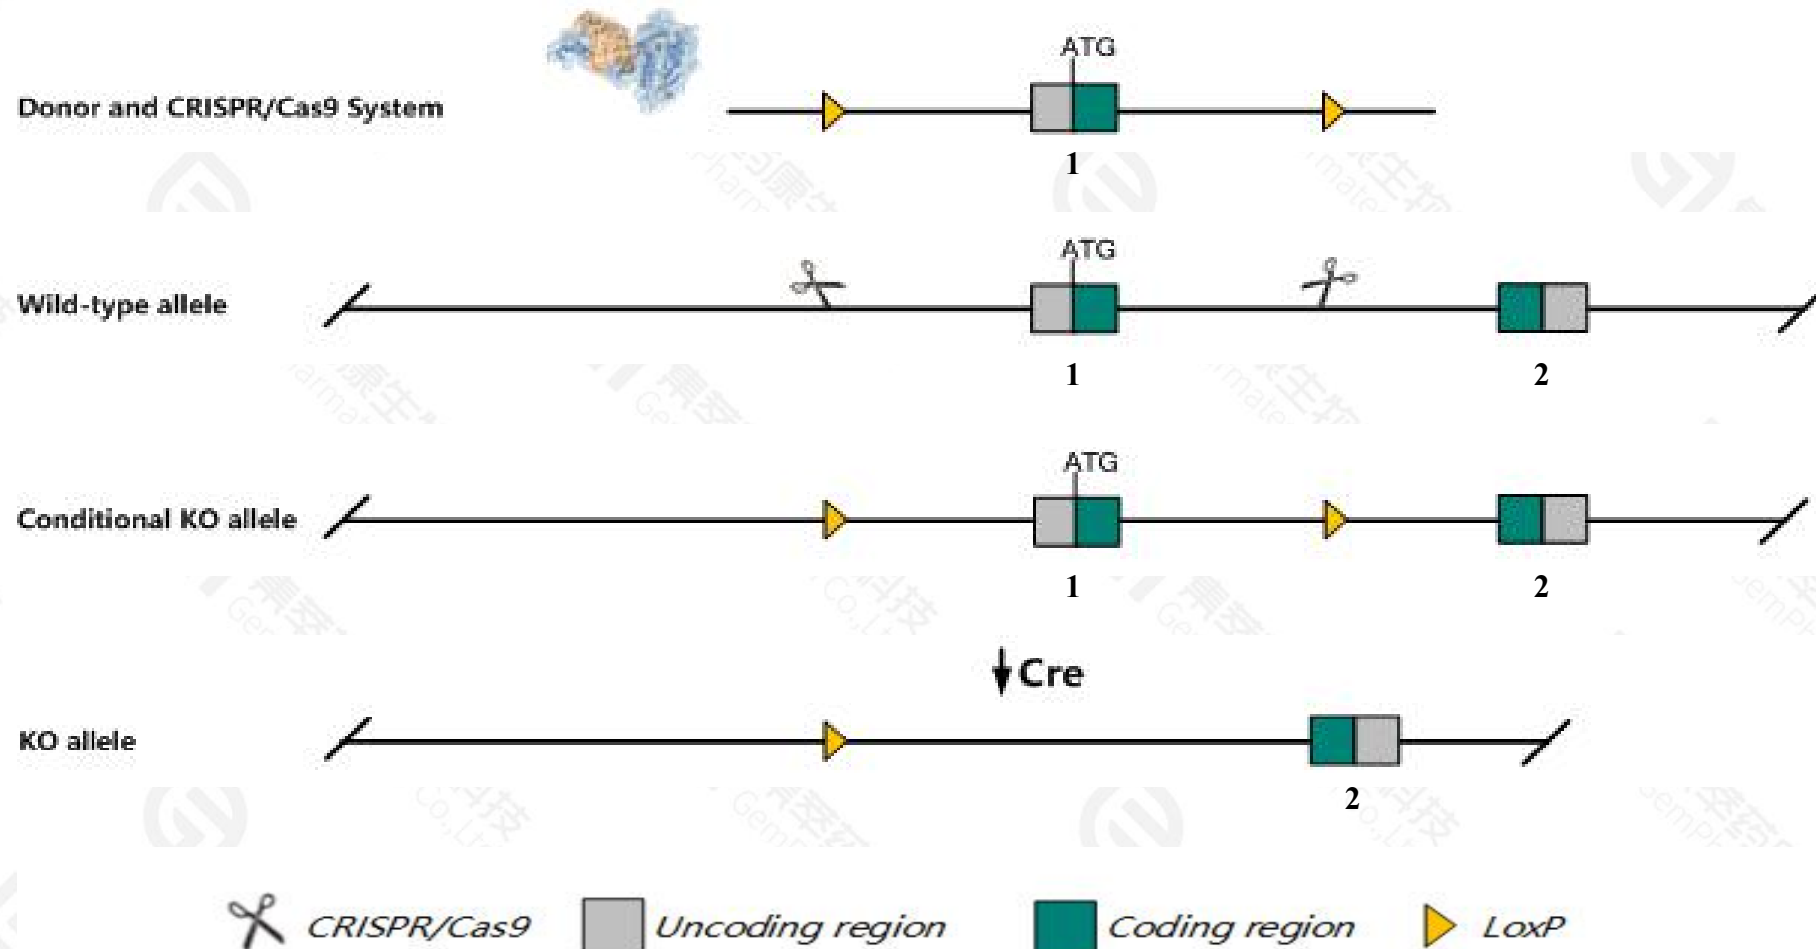 ATG
Donor and CRISPR/Cas9 System
1
ATG
Wild-type allele
1 2
ATG
Conditional KO allele
1 2
Cre
KO allele
2
CRISPR/Cas9 Uncoding region Coding region LoxP